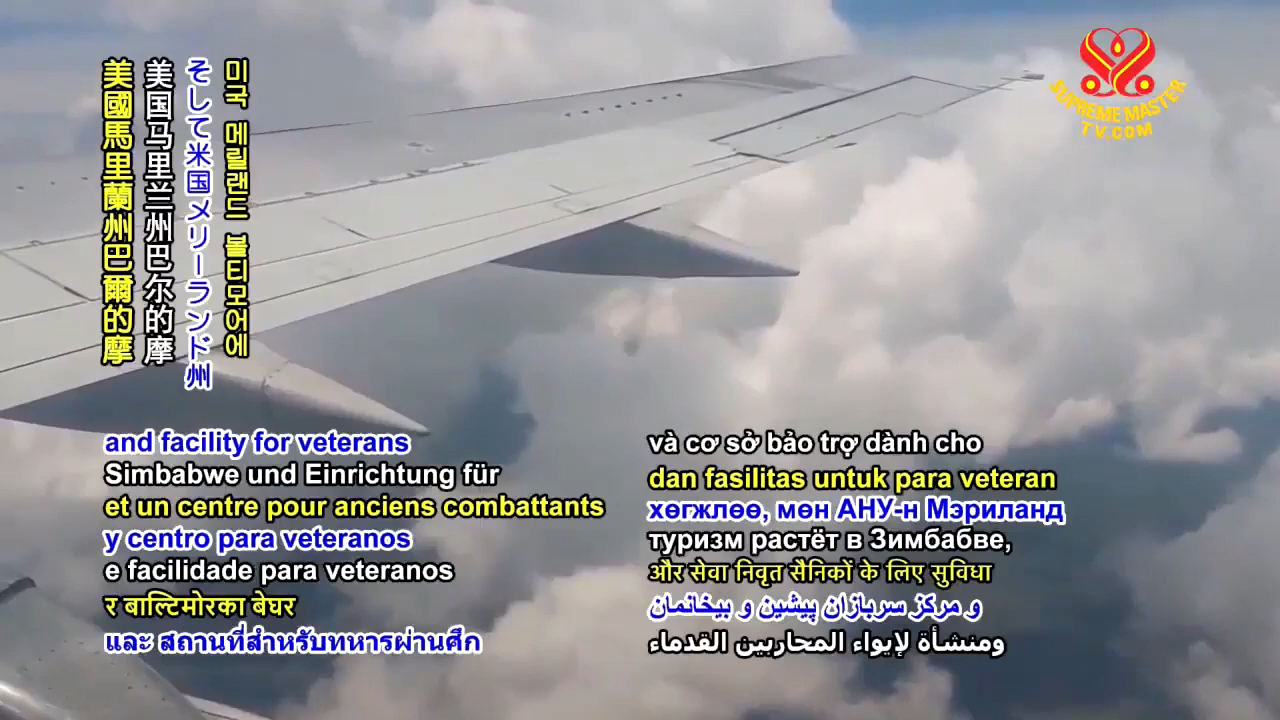 美國馬里蘭州巴爾的摩
美国马里兰州巴尔的摩
そして米国メリーランド州
미국 메릴랜드 볼티모어에
SUPREME MASTER
TV.COM
and facility for veterans
Simbabwe und Einrichtung für
et un centre pour anciens combattants
y centro para veteranos
e facilidade para veteranos
र बाल्टिमोरका बेघर
และ สถานที่สำหรับทหารผ่านศึก
và cơ sở bảo trợ dành cho
dan fasilitas untuk para veteran
хөгжлөө, мөн АНУ-н Мэриланд
туризм растёт в Зимбабве,
और सेवा निवृत सैनिकों के लिए सुविधा
و مرکز سربازان پیشین و بیخانمان
ومنشأة لإيواء المحاربين القدماء